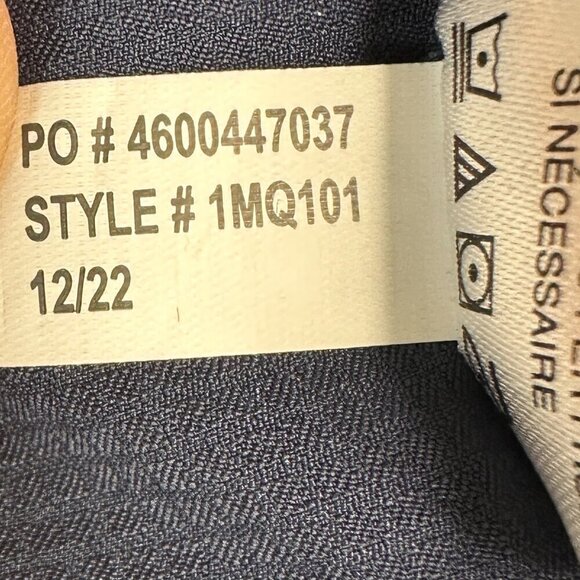 PO # 4600447037
STYLE # 1MQ101
12/22
SI NÉCESSAIRE